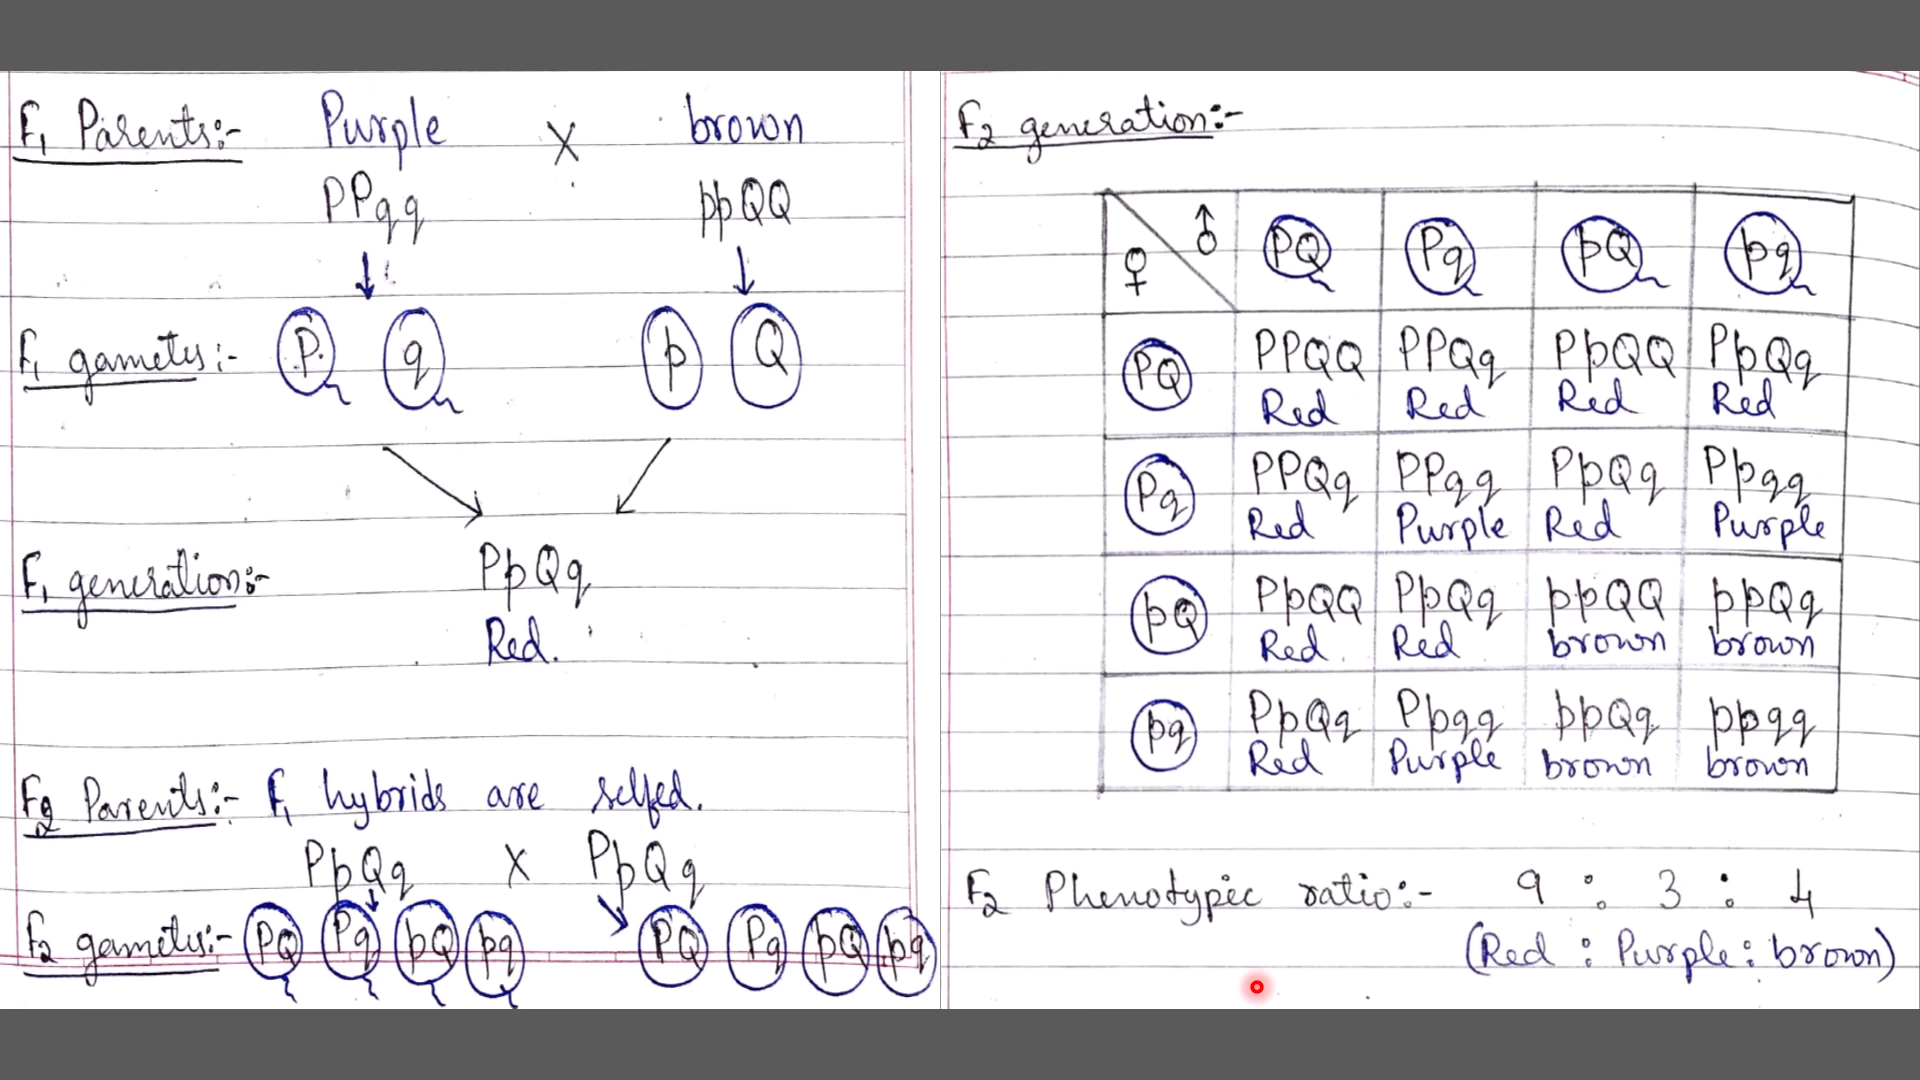 F1 Parents:- Purple X brown
PPqq ppQQ
F1 gametes:- P q p Q
F1 generation:- PpQq
Red.
F2 Parents:- F1 hybrids are selfed.
PpQq X PpQq
F2 gametes:- PQ Pq pQ pq PQ Pq pQ pq
F2 generation:-
♀ ♂ PQ Pq pQ pq
PQ PPQQ PPQq PpQQ PpQq
Red Red Red Red
Pq PPQq PPqq PpQq Ppqq
Red Purple Red Purple
pQ PpQQ PpQq ppQQ ppQq
Red Red brown brown
pq PpQq Ppqq ppQq ppqq
Red Purple brown brown
F2 Phenotypic ratio:- 9 : 3 : 4
(Red : Purple : brown)